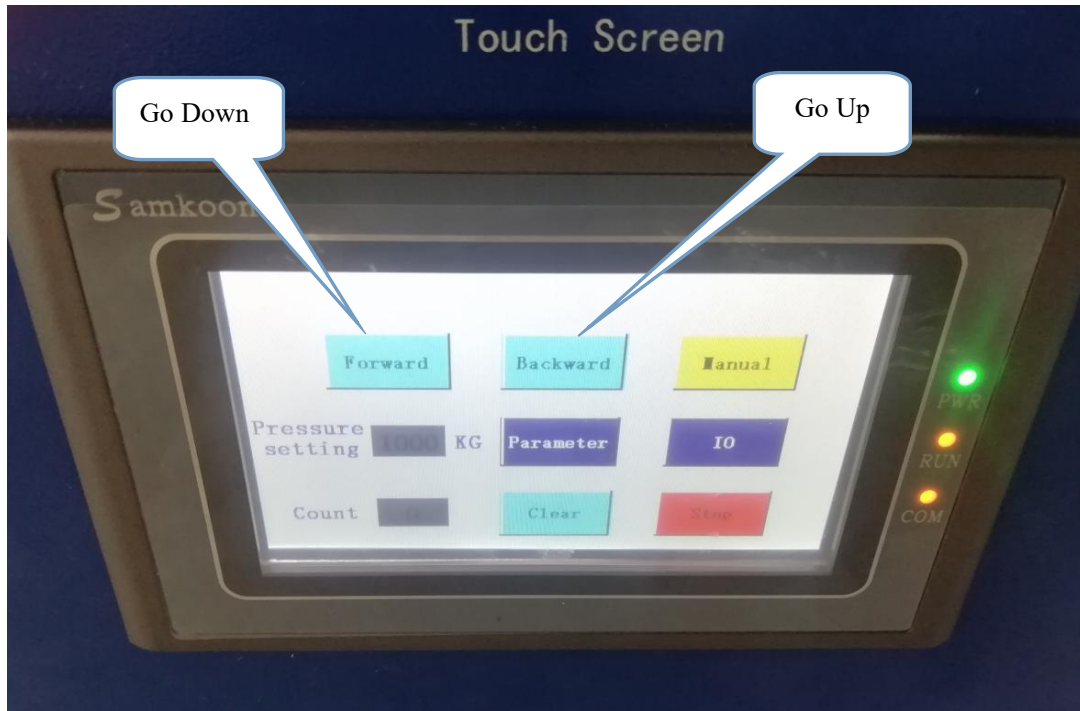 Touch Screen
Go Down
Go Up
Samkoon
Forward
Backward
Manual
Pressure
setting
1000 KG
Parameter
IO
Count
Clear
Stop
PWR
RUN
COM